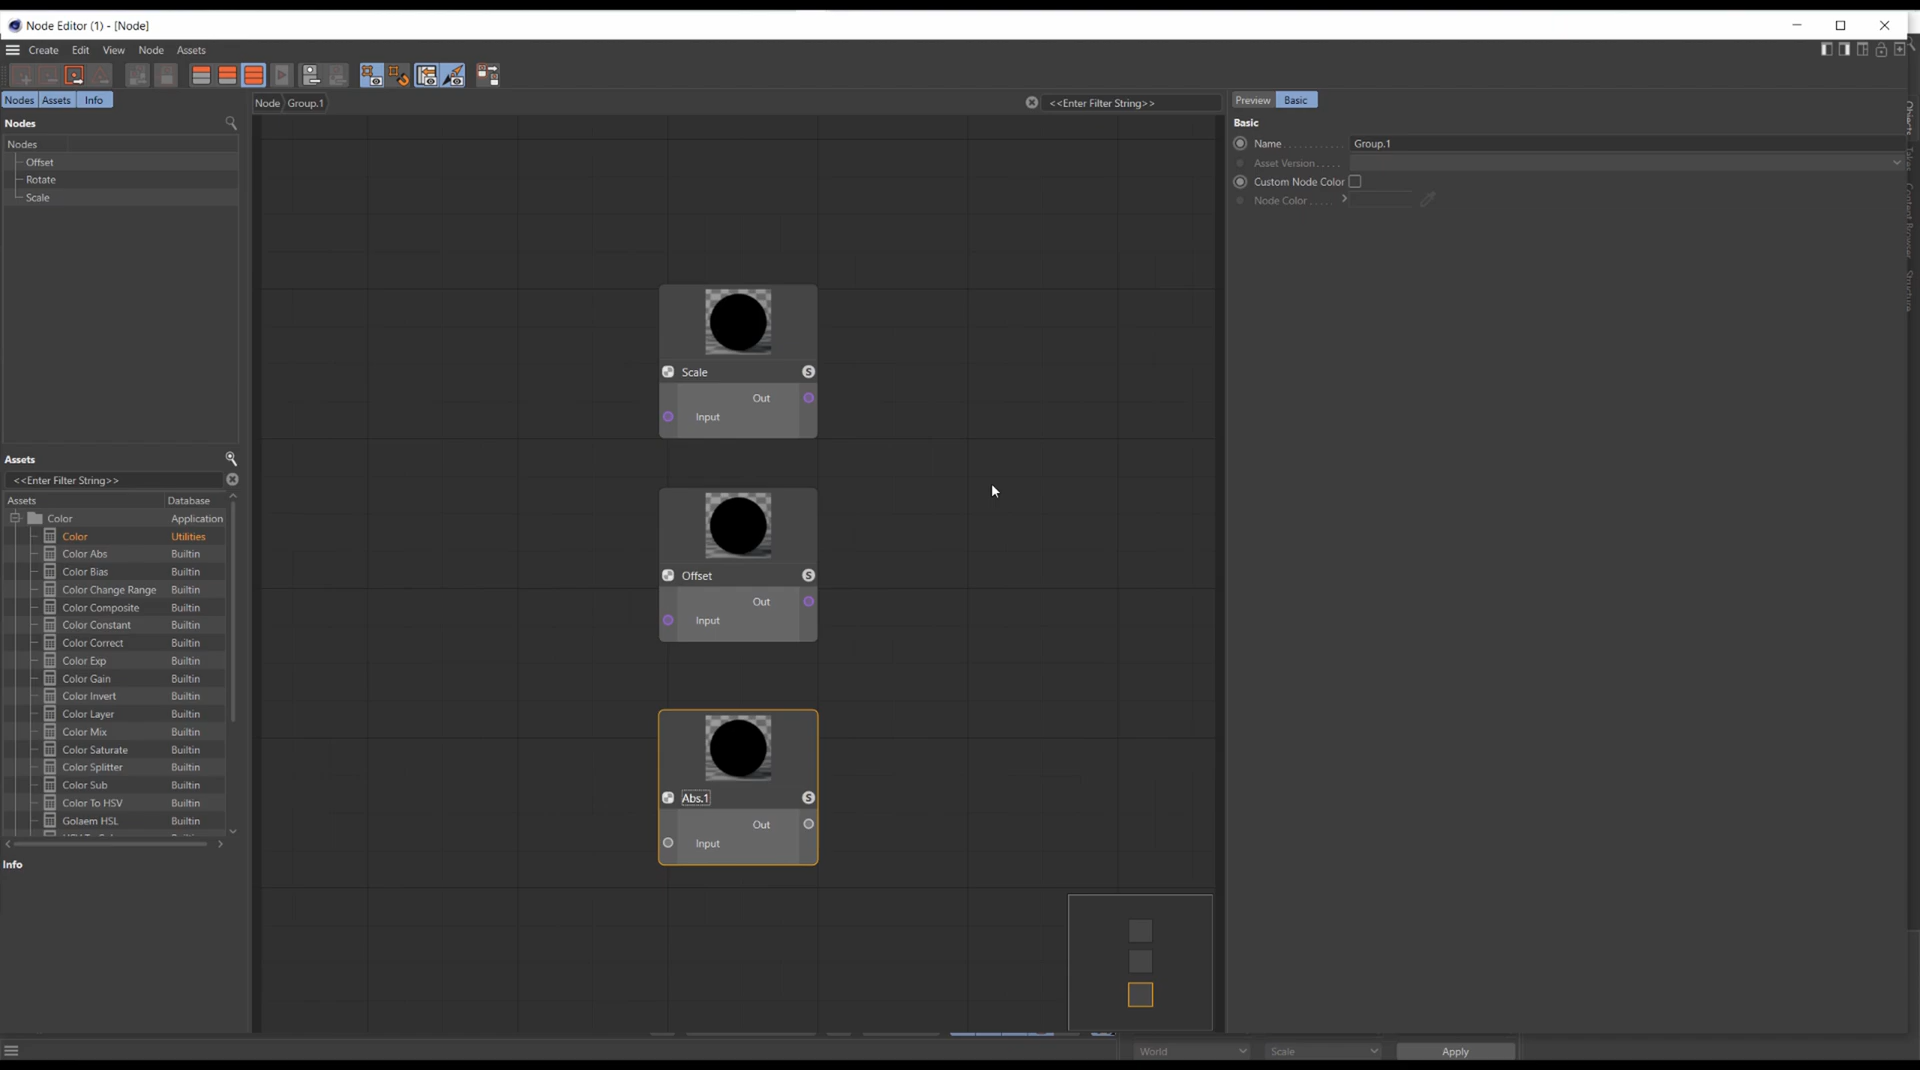 Node Editor (1) - [Node]
Create Edit View Node Assets
Nodes Assets Info
Node Group.1 <<Enter Filter String>>
Preview Basic
Nodes
Nodes
Offset
Rotate
Scale
Basic
Name . . . . . . . . . . . Group.1
Asset Version . . . . .
Custom Node Color
Node Color . . . . . >
Objects
Takes
Content Browser
Structure
Scale S
Out
Input
Offset S
Out
Input
Abs.1 S
Out
Input
Assets
<<Enter Filter String>>
Assets Database
Color Application
Color Utilities
Color Abs Builtin
Color Bias Builtin
Color Change Range Builtin
Color Composite Builtin
Color Constant Builtin
Color Correct Builtin
Color Exp Builtin
Color Gain Builtin
Color Invert Builtin
Color Layer Builtin
Color Mix Builtin
Color Saturate Builtin
Color Splitter Builtin
Color Sub Builtin
Color To HSV Builtin
Golaem HSL Builtin
Info
World Scale Apply